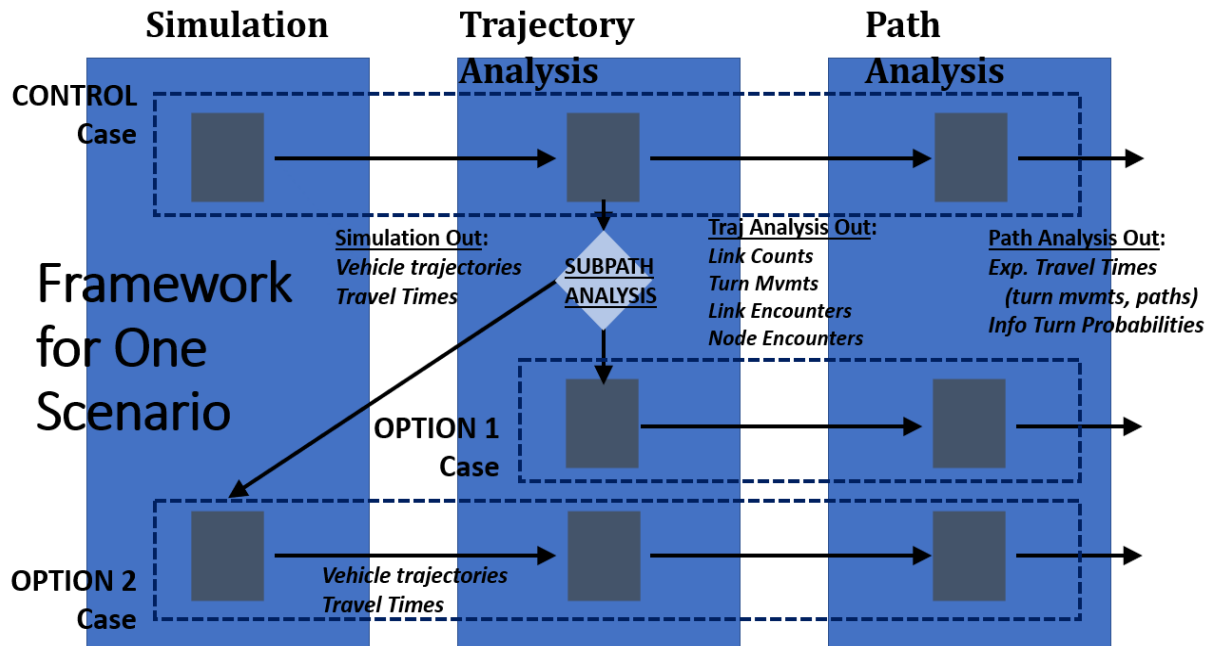 Simulation
Trajectory
Analysis
Path
Analysis
CONTROL
Case
Simulation Out:
Vehicle trajectories
Travel Times
SUBPATH
ANALYSIS
Traj Analysis Out:
Link Counts
Turn Mvmts
Link Encounters
Node Encounters
Path Analysis Out:
Exp. Travel Times
(turn mvmts, paths)
Info Turn Probabilities
Framework
for One
Scenario
OPTION 1
Case
OPTION 2
Case
Vehicle trajectories
Travel Times